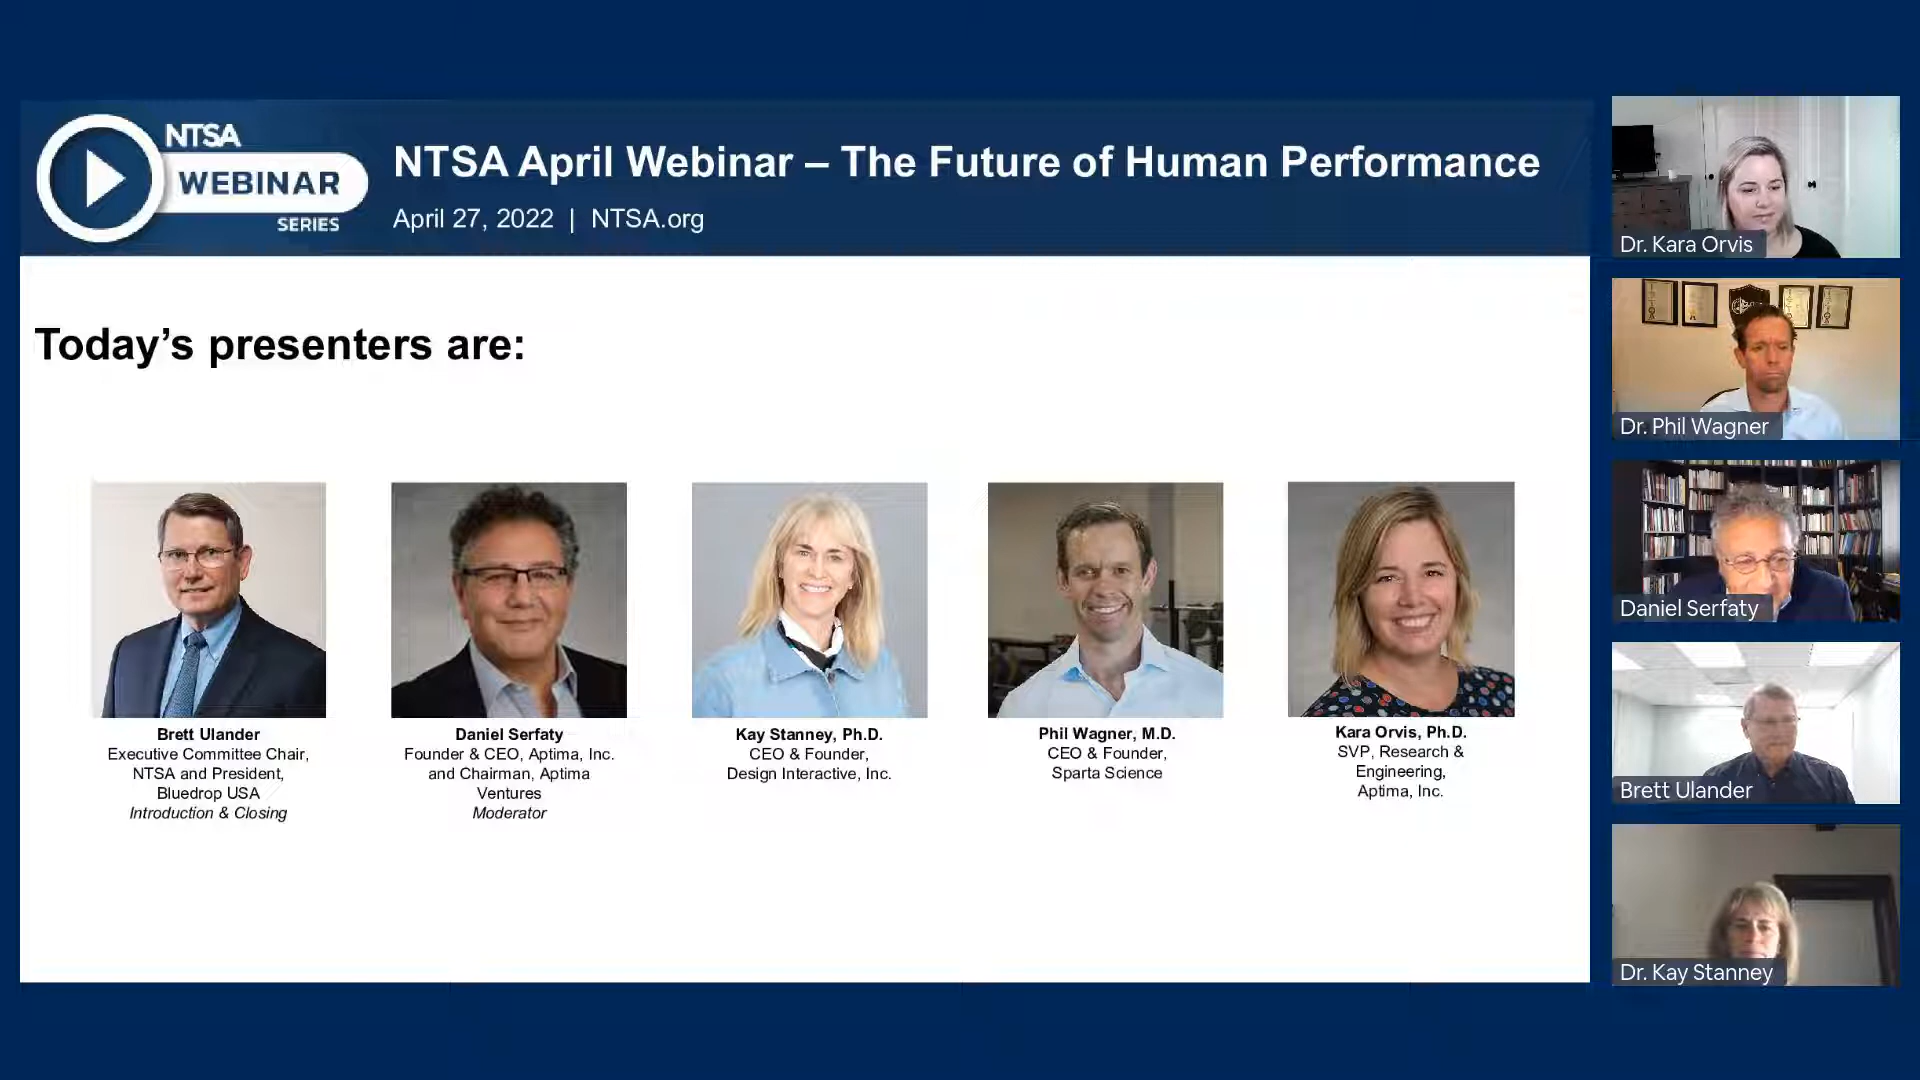 NTSA
WEBINAR
SERIES
NTSA April Webinar – The Future of Human Performance
April 27, 2022 | NTSA.org
Today's presenters are:
Brett Ulander
Executive Committee Chair,
NTSA and President,
Bluedrop USA
Introduction & Closing
Daniel Serfaty
Founder & CEO, Aptima, Inc.
and Chairman, Aptima
Ventures
Moderator
Kay Stanney, Ph.D.
CEO & Founder,
Design Interactive, Inc.
Phil Wagner, M.D.
CEO & Founder,
Sparta Science
Kara Orvis, Ph.D.
SVP, Research &
Engineering,
Aptima, Inc.
Dr. Kara Orvis
Dr. Phil Wagner
Daniel Serfaty
Brett Ulander
Dr. Kay Stanney